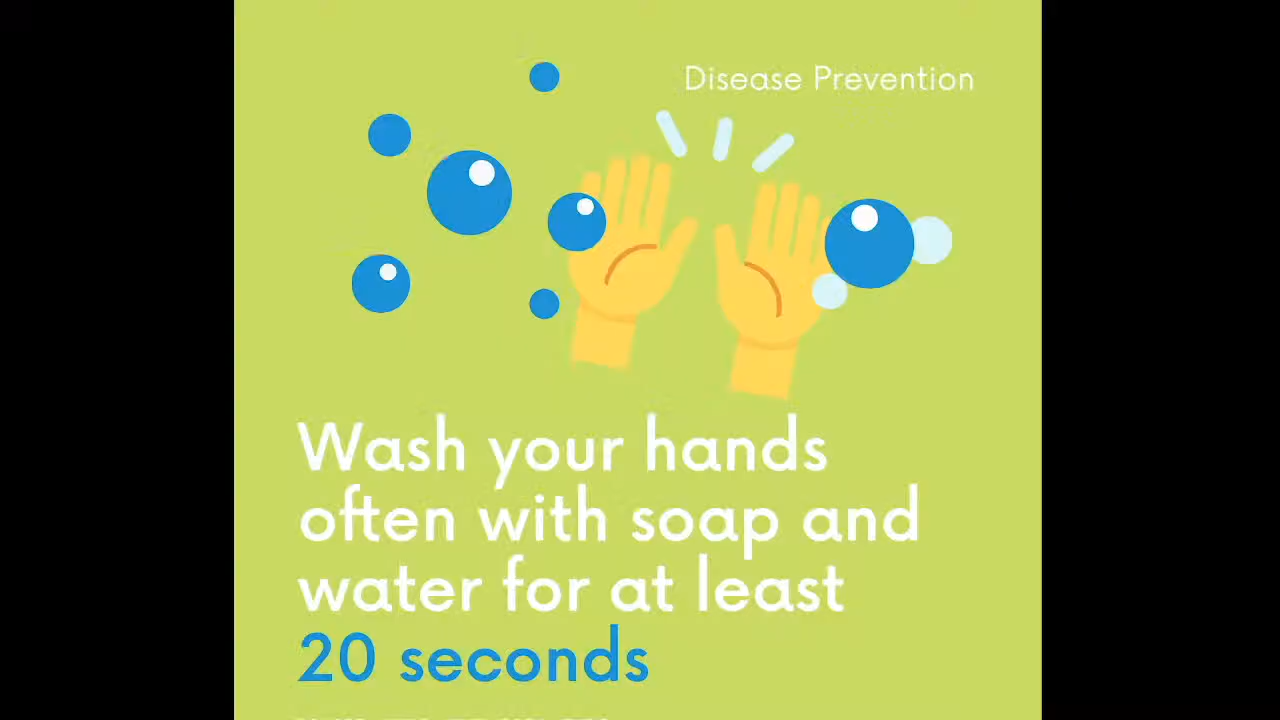 Disease Prevention
Wash your hands
often with soap and
water for at least
20 seconds